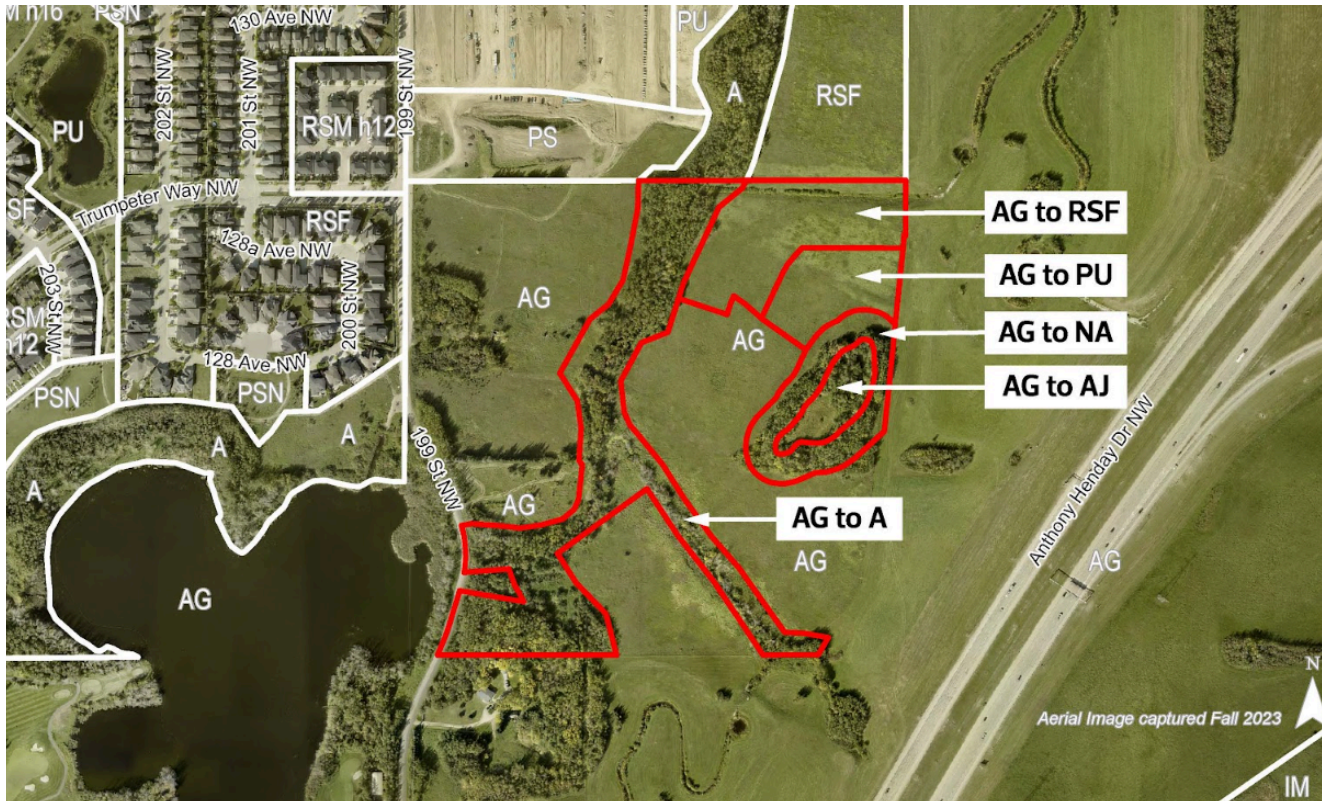 M h16
PSN
130 Ave NW
PU
A
RSF
PU
202 St NW
201 St NW
RSM h12
199 St NW
PS
Trumpeter Way NW
SF
RSF
128a Ave NW
AG to RSF
203 St NW
RSM
h12
200 St NW
AG
AG to PU
AG
AG to NA
128 Ave NW
PSN
PSN
AG to AJ
A
A
A
199 St NW
AG
AG to A
Anthony Henday Dr NW
AG
AG
AG
N
Aerial Image captured Fall 2023
IM